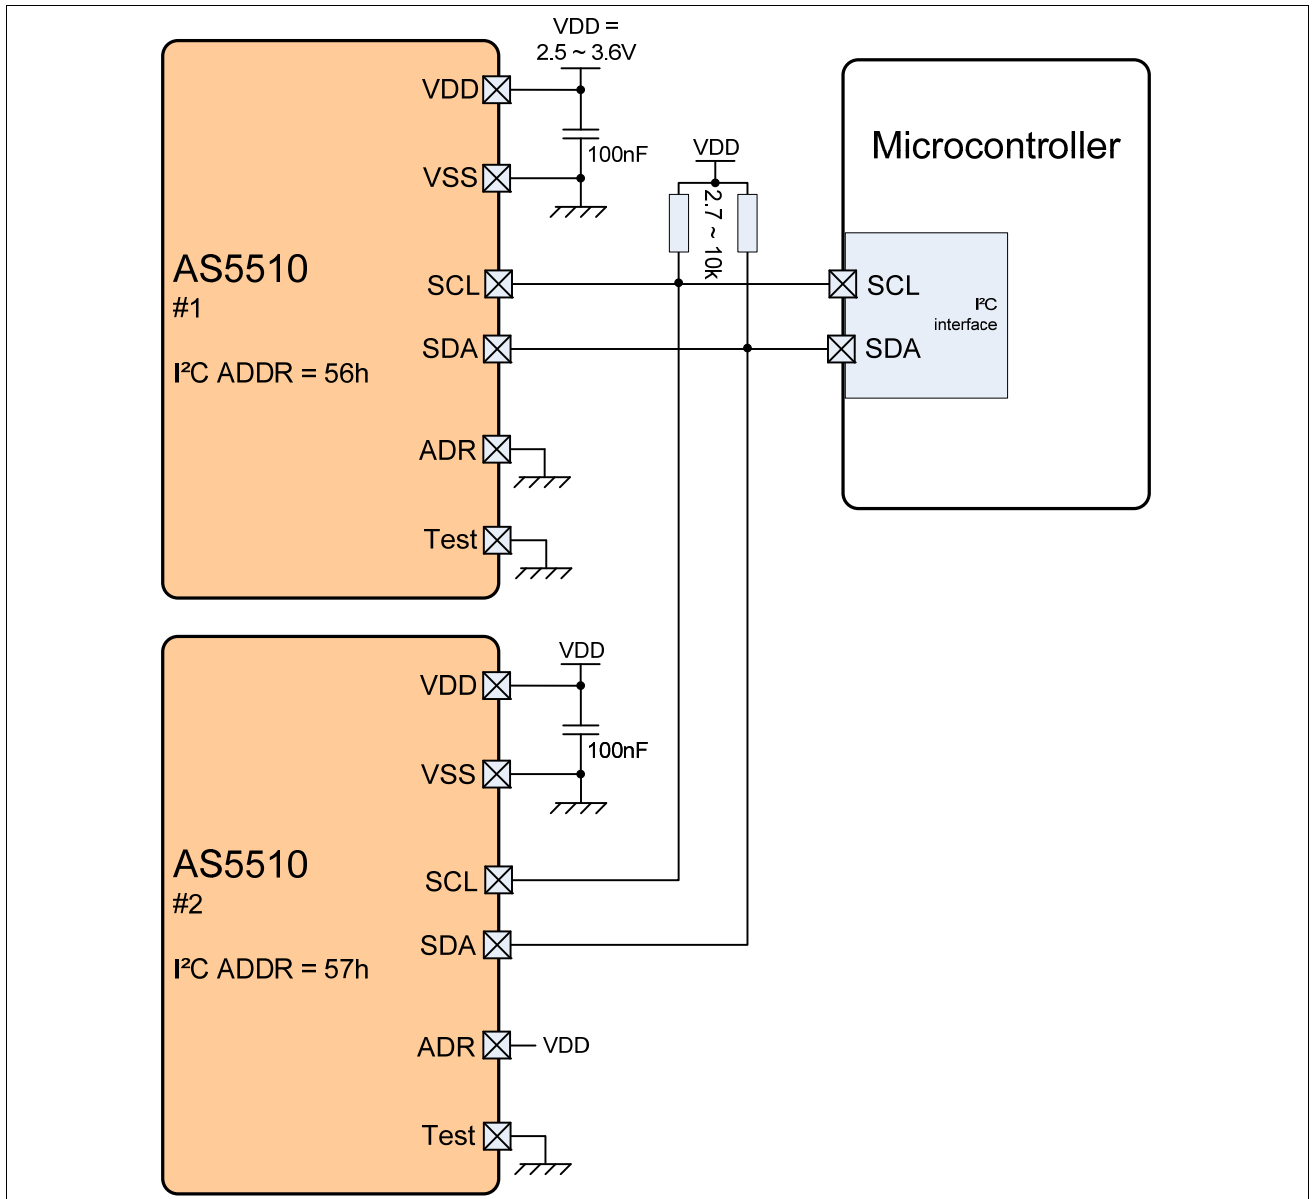 VDD =
2.5 ~ 3.6V
VDD
100nF
VSS
AS5510
#1
I²C ADDR = 56h
SCL
SDA
ADR
Test
VDD
2.7 ~ 10k
Microcontroller
SCL
I²C
interface
SDA
VDD
VDD
100nF
VSS
AS5510
#2
I²C ADDR = 57h
SCL
SDA
ADR
VDD
Test